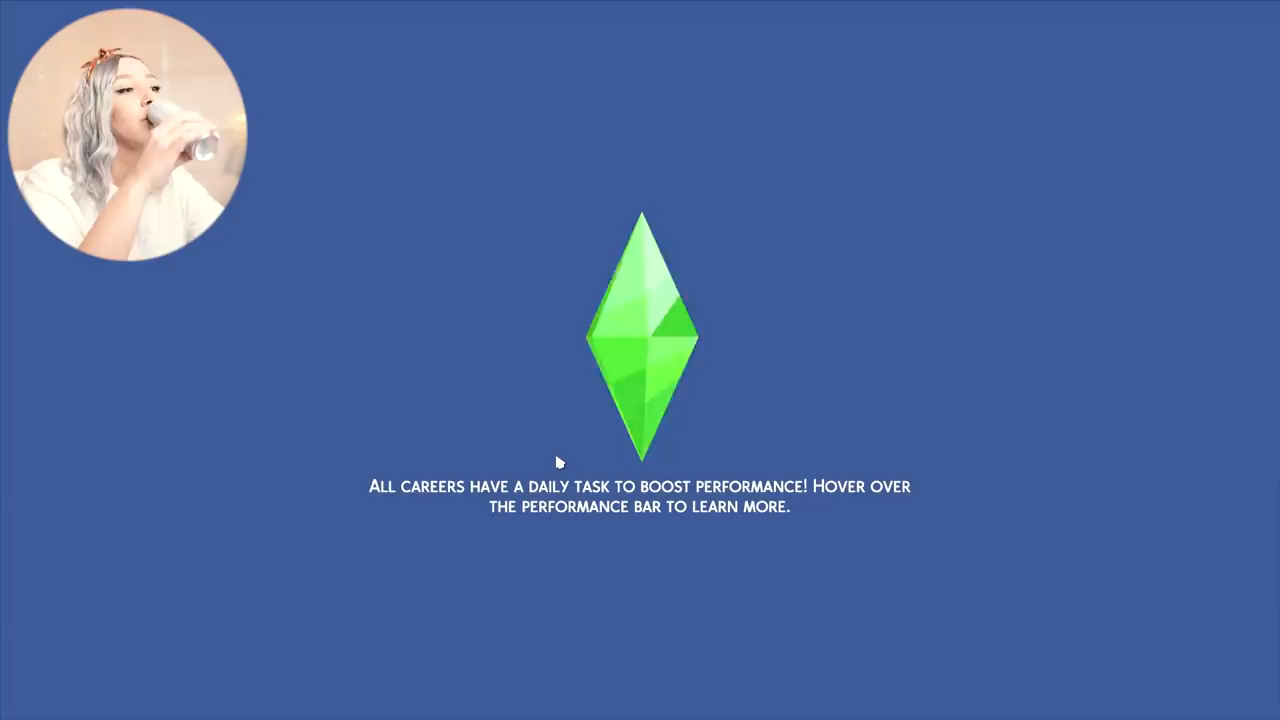 All careers have a daily task to boost performance! Hover over
the performance bar to learn more.